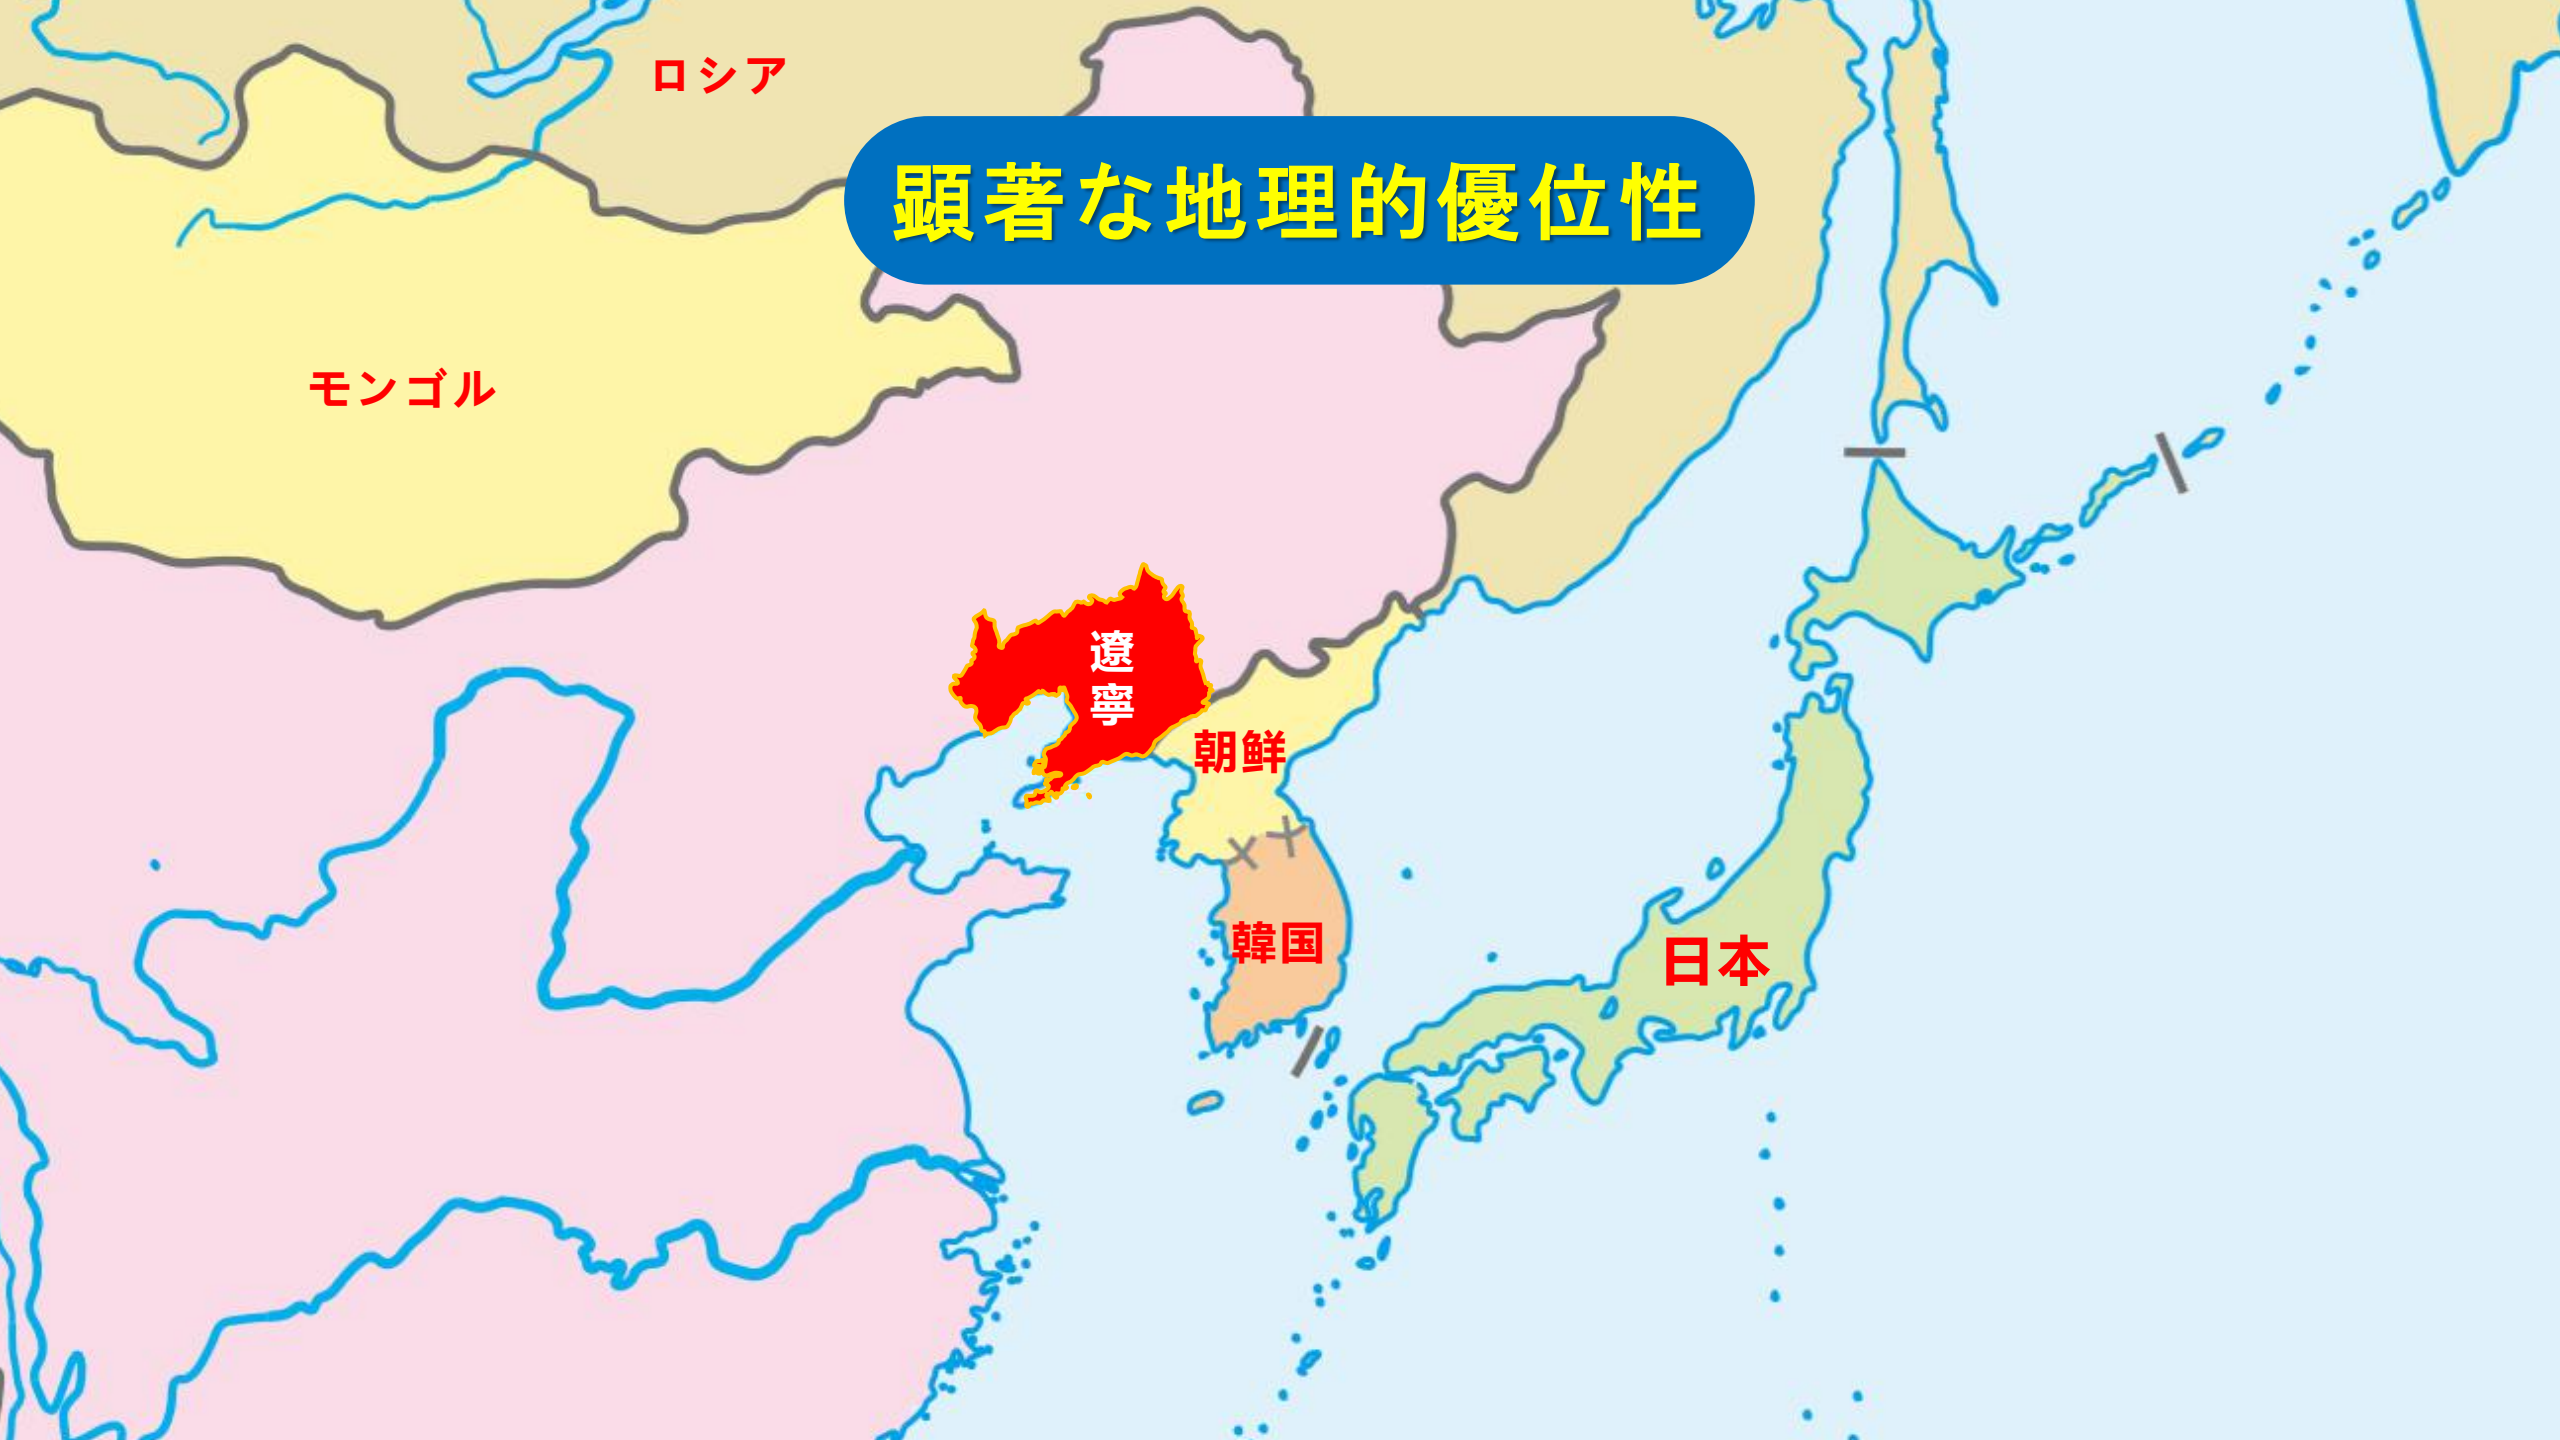 ロシア
顕著な地理的優位性
モンゴル
遼寧
朝鮮
韓国
日本